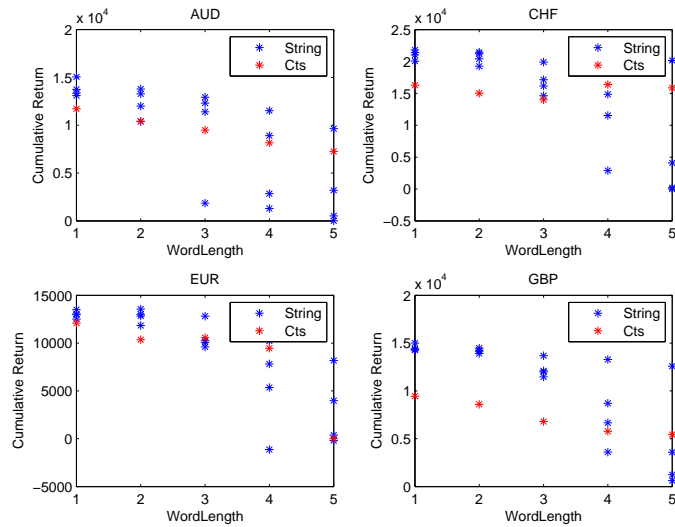 AUD
x 10^4
2
1.5
1
0.5
0
Cumulative Return
1 2 3 4 5
WordLength
String
Cts
CHF
x 10^4
2.5
2
1.5
1
0.5
0
−0.5
Cumulative Return
1 2 3 4 5
WordLength
String
Cts
EUR
15000
10000
5000
0
−5000
Cumulative Return
1 2 3 4 5
WordLength
String
Cts
GBP
x 10^4
2
1.5
1
0.5
0
Cumulative Return
1 2 3 4 5
WordLength
String
Cts